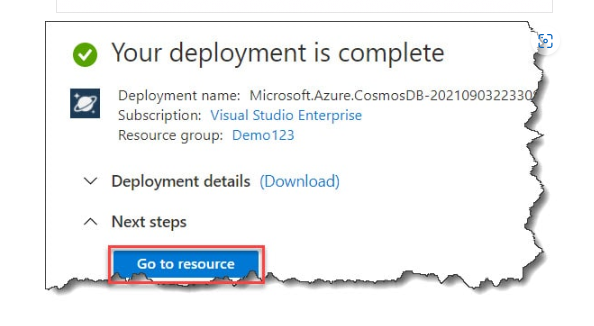 Your deployment is complete
Deployment name: Microsoft.Azure.CosmosDB-2021090322330
Subscription: Visual Studio Enterprise
Resource group: Demo123
Deployment details (Download)
Next steps
Go to resource